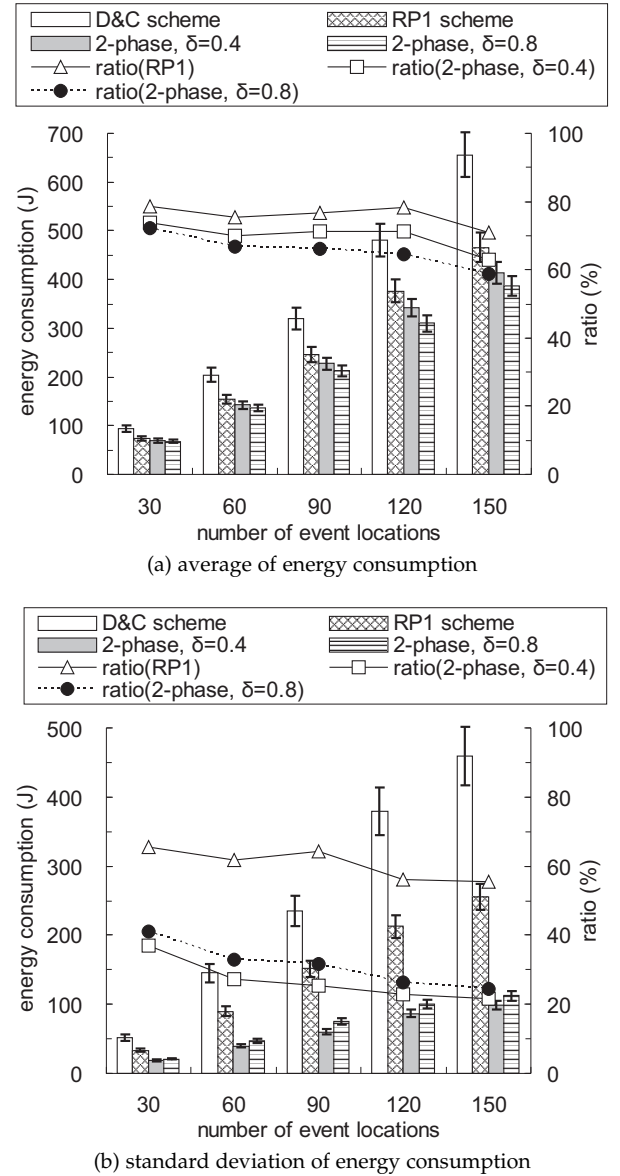 D&C scheme RP1 scheme
2-phase, δ=0.4 2-phase, δ=0.8
ratio(RP1) ratio(2-phase, δ=0.4)
ratio(2-phase, δ=0.8)
700 100
600 80
500
400 60
300 40
200
100 20
0 0
energy consumption (J)
ratio (%)
30 60 90 120 150
number of event locations
(a) average of energy consumption
D&C scheme RP1 scheme
2-phase, δ=0.4 2-phase, δ=0.8
ratio(RP1) ratio(2-phase, δ=0.4)
ratio(2-phase, δ=0.8)
500 100
400 80
300 60
200 40
100 20
0 0
energy consumption (J)
ratio (%)
30 60 90 120 150
number of event locations
(b) standard deviation of energy consumption